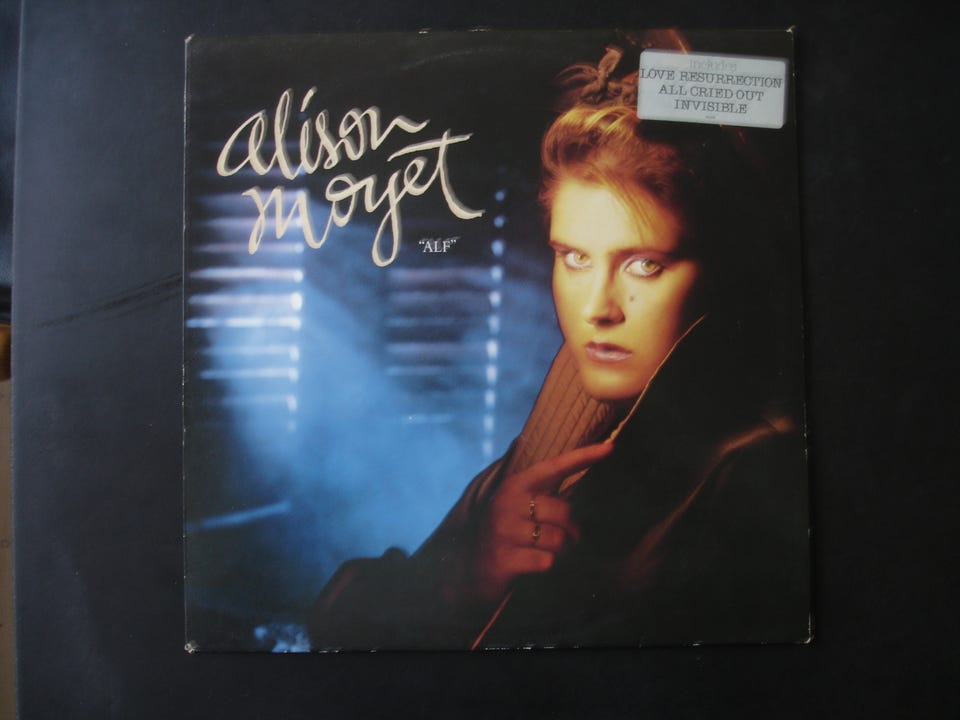 alison
moyet
"ALF"
includes
LOVE RESURRECTION
ALL CRIED OUT
INVISIBLE